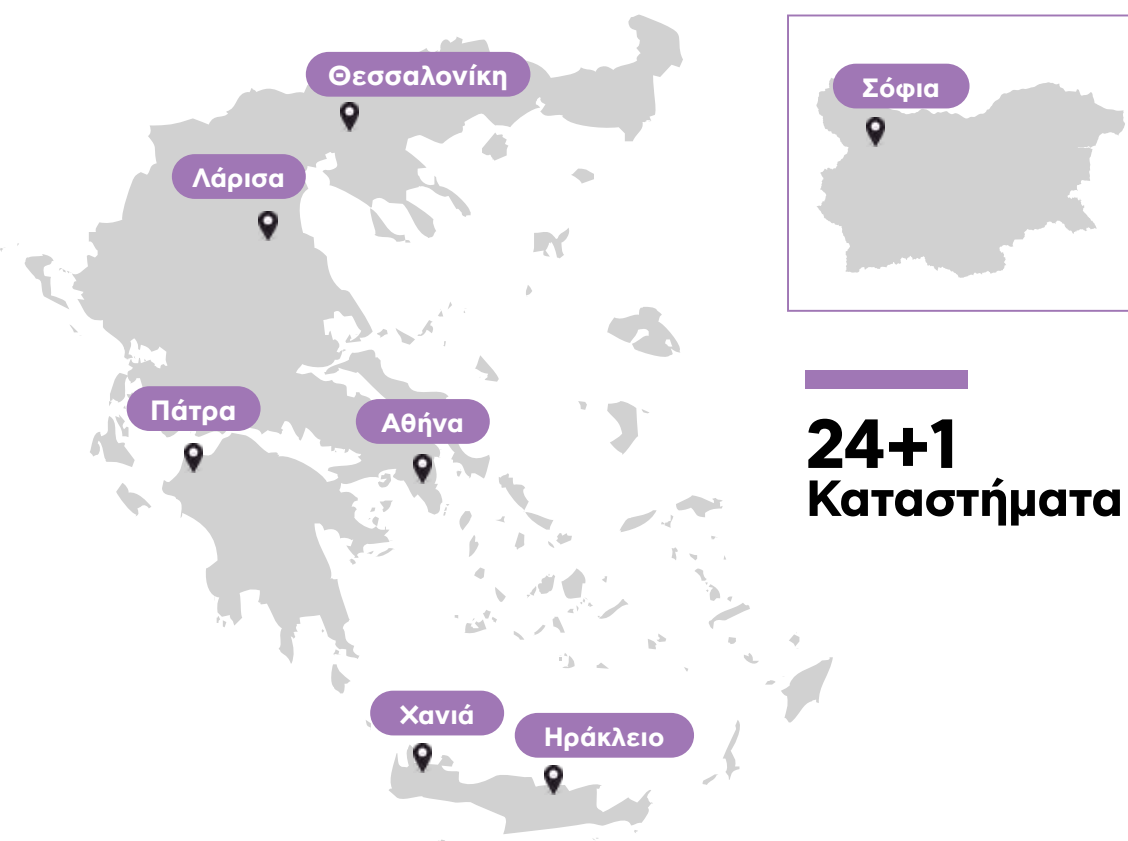 Θεσσαλονίκη
Σόφια
Λάρισα
Πάτρα
Αθήνα
24+1
Καταστήματα
Χανιά
Ηράκλειο